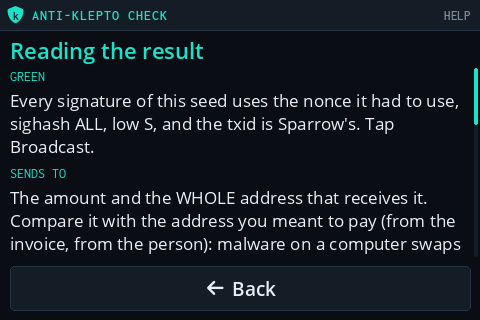 ANTI-KLEPTO CHECK
HELP
Reading the result
GREEN
Every signature of this seed uses the nonce it had to use,
sighash ALL, low S, and the txid is Sparrow's. Tap
Broadcast.
SENDS TO
The amount and the WHOLE address that receives it.
Compare it with the address you meant to pay (from the
invoice, from the person): malware on a computer swaps
← Back